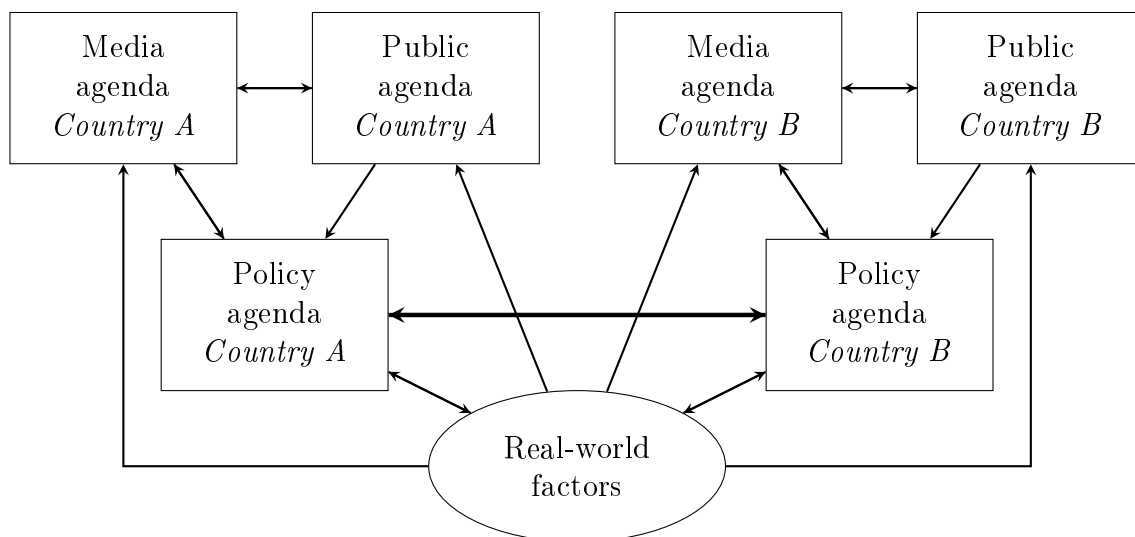 Media
agenda
Country A
Public
agenda
Country A
Media
agenda
Country B
Public
agenda
Country B
Policy
agenda
Country A
Policy
agenda
Country B
Real-world
factors